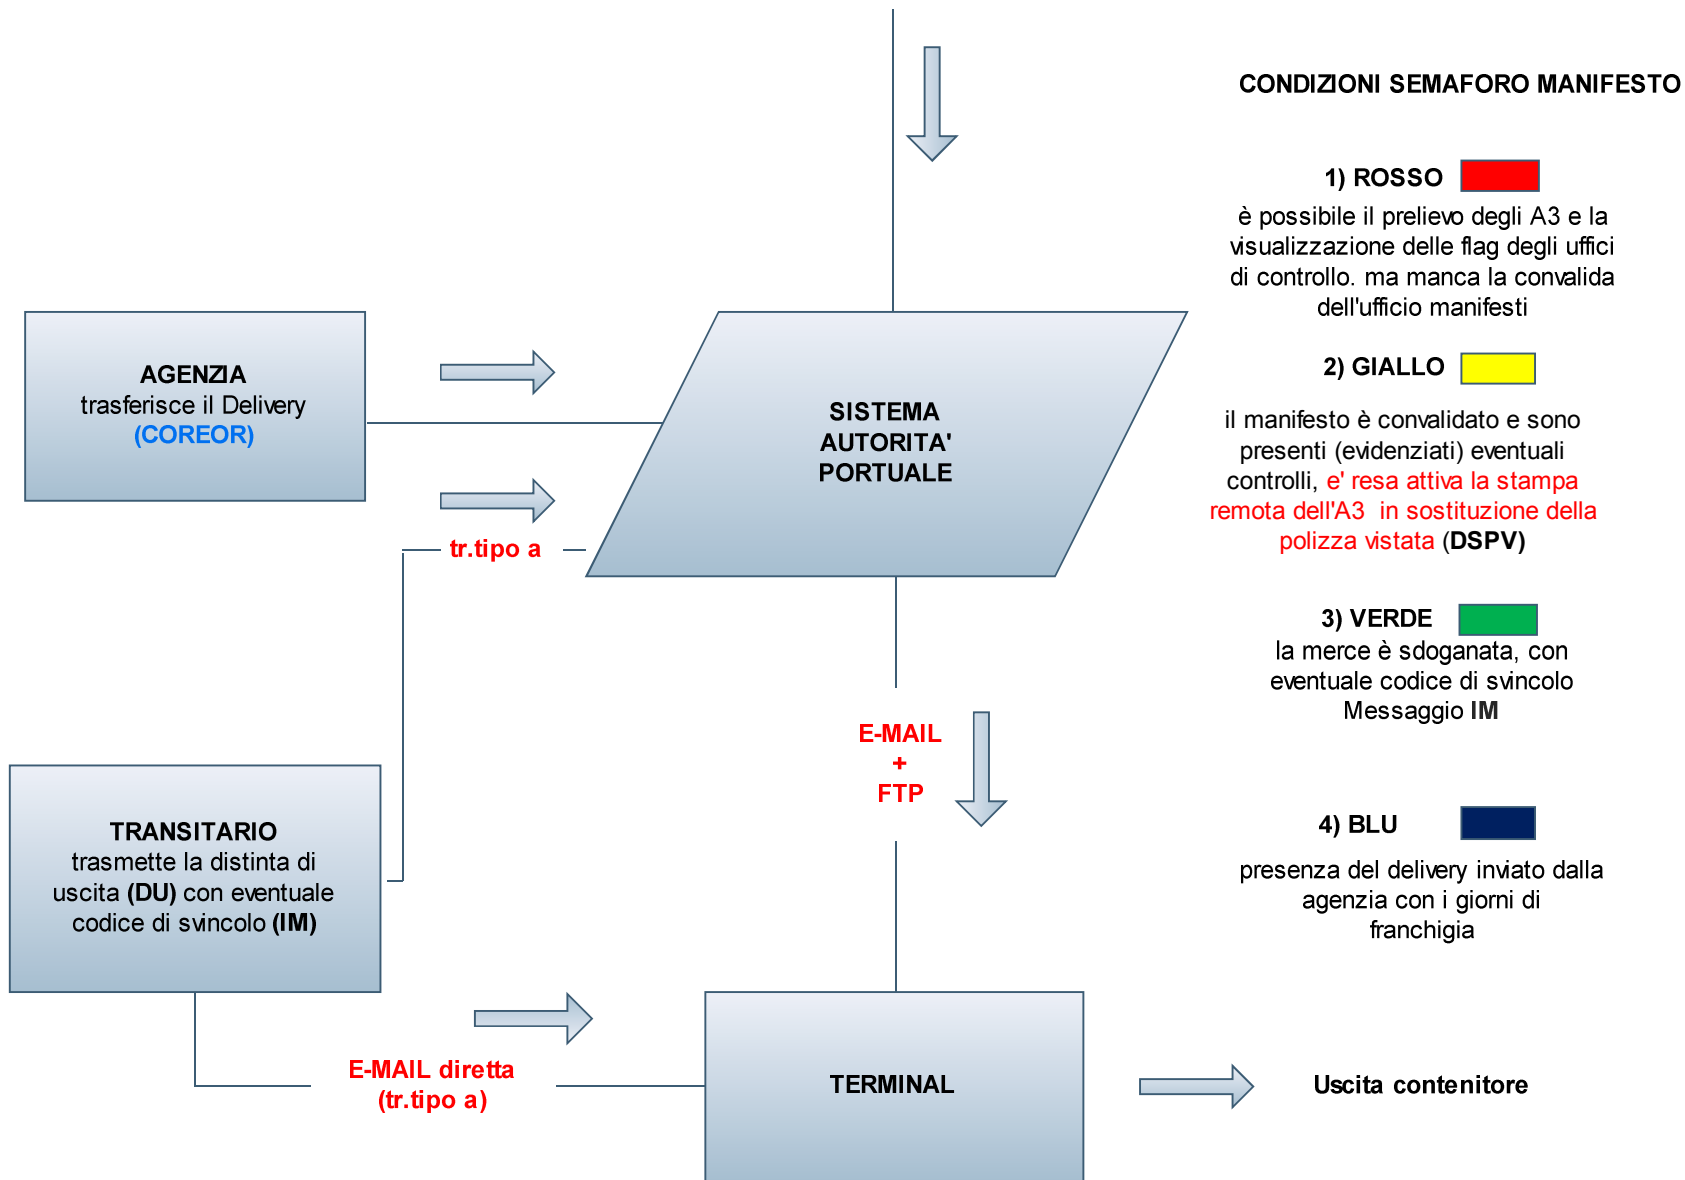 CONDIZIONI SEMAFORO MANIFESTO
1) ROSSO
è possibile il prelievo degli A3 e la
visualizzazione delle flag degli uffici
di controllo. ma manca la convalida
dell'ufficio manifesti
AGENZIA
trasferisce il Delivery
(COREOR)
SISTEMA
AUTORITA'
PORTUALE
2) GIALLO
il manifesto è convalidato e sono
presenti (evidenziati) eventuali
controlli, e' resa attiva la stampa
remota dell'A3 in sostituzione della
polizza vistata (DSPV)
tr.tipo a
3) VERDE
la merce è sdoganata, con
eventuale codice di svincolo
Messaggio IM
E-MAIL
+
FTP
TRANSITARIO
trasmette la distinta di
uscita (DU) con eventuale
codice di svincolo (IM)
4) BLU
presenza del delivery inviato dalla
agenzia con i giorni di
franchigia
E-MAIL diretta
(tr.tipo a)
TERMINAL
Uscita contenitore